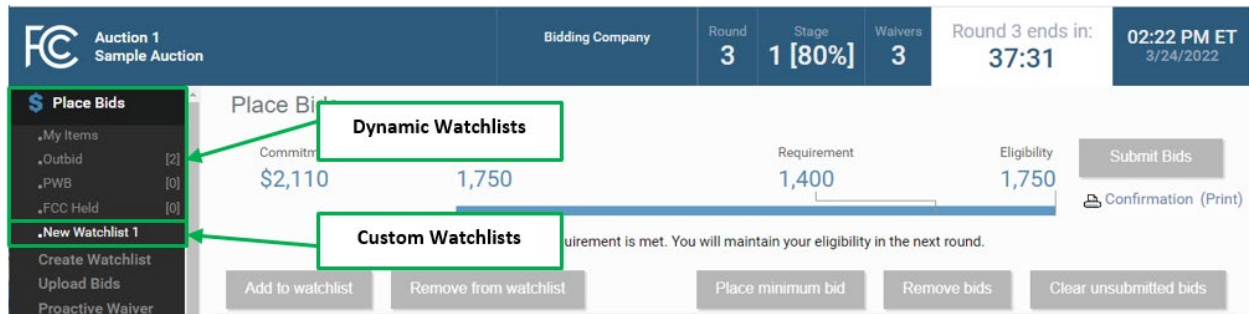 FCC
Auction 1
Sample Auction
Bidding Company
Round
3
Stage
1 [80%]
Waivers
3
Round 3 ends in:
37:31
02:22 PM ET
3/24/2022
$ Place Bids
My Items
Outbid [2]
PWB [0]
FCC Held [0]
New Watchlist 1
Create Watchlist
Upload Bids
Proactive Waiver
Place
Dynamic Watchlists
$2,110
1,750
Requirement
1,400
Eligibility
1,750
Submit Bids
Confirmation (Print)
Custom Watchlists
is met. You will maintain your eligibility in the next round.
Add to watchlist
Remove from watchlist
Place minimum bid
Remove bids
Clear unsubmitted bids